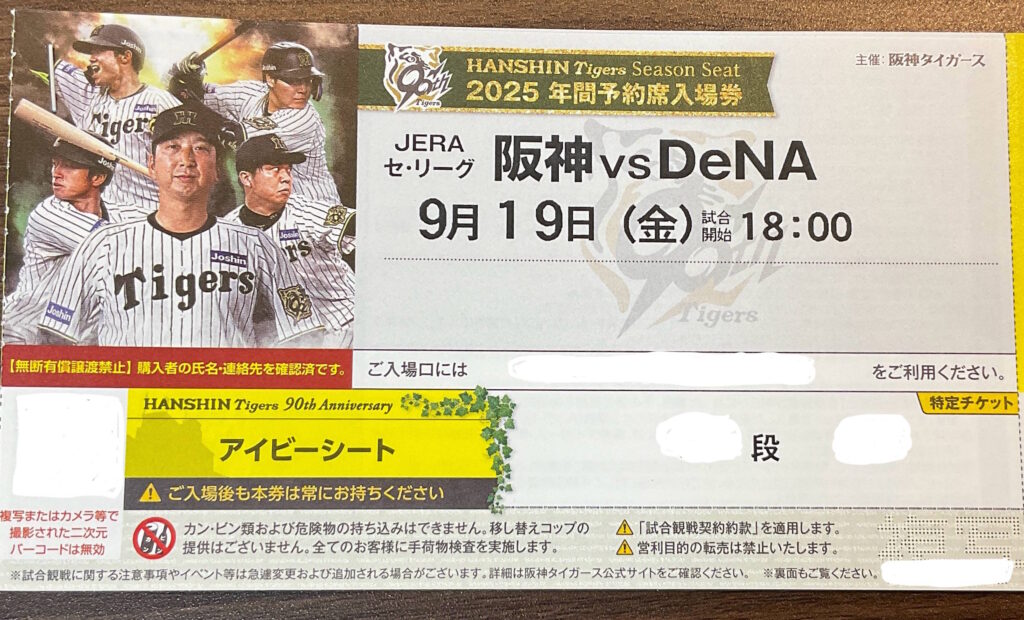 Joshin
Joshin
Joshin
Tigers
Joshin
Tigers
Joshin
90th
Tigers
HANSHIN Tigers Season Seat
2025 年間予約席入場券
主催:阪神タイガース
JERA
セ・リーグ
阪神vsDeNA
9月19日(金)試合開始 18:00
90th
Tigers
【無断有償譲渡禁止】購入者の氏名・連絡先を確認済です。
ご入場口には をご利用ください。
HANSHIN Tigers 90th Anniversary
特定チケット
アイビーシート
段
ご入場後も本券は常にお持ちください
複写またはカメラ等で
撮影された二次元
バーコードは無効
カン・ビン類および危険物の持ち込みはできません。移し替えコップの
提供はございません。全てのお客様に手荷物検査を実施します。
「試合観戦契約約款」を適用します。
営利目的の転売は禁止いたします。
※試合観戦に関する注意事項やイベント等は急遽変更および追加される場合がございます。詳細は阪神タイガース公式サイトをご確認ください。 ※裏面もご覧ください。